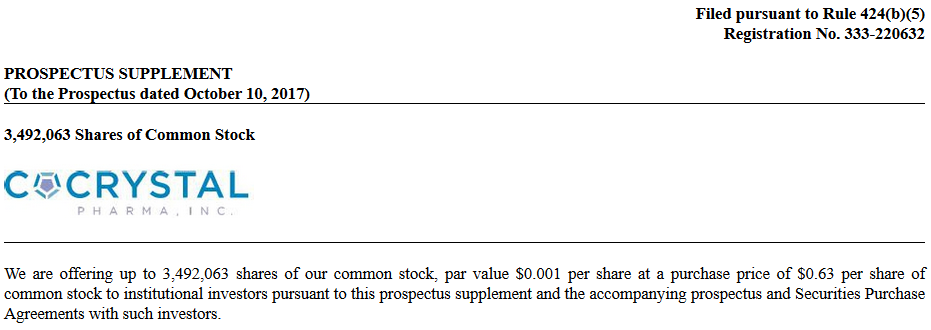 Filed pursuant to Rule 424(b)(5)
Registration No. 333-220632
PROSPECTUS SUPPLEMENT
(To the Prospectus dated October 10, 2017)
3,492,063 Shares of Common Stock
COCRYSTAL
PHARMA, INC.
We are offering up to 3,492,063 shares of our common stock, par value $0.001 per share at a purchase price of $0.63 per share of
common stock to institutional investors pursuant to this prospectus supplement and the accompanying prospectus and Securities Purchase
Agreements with such investors.